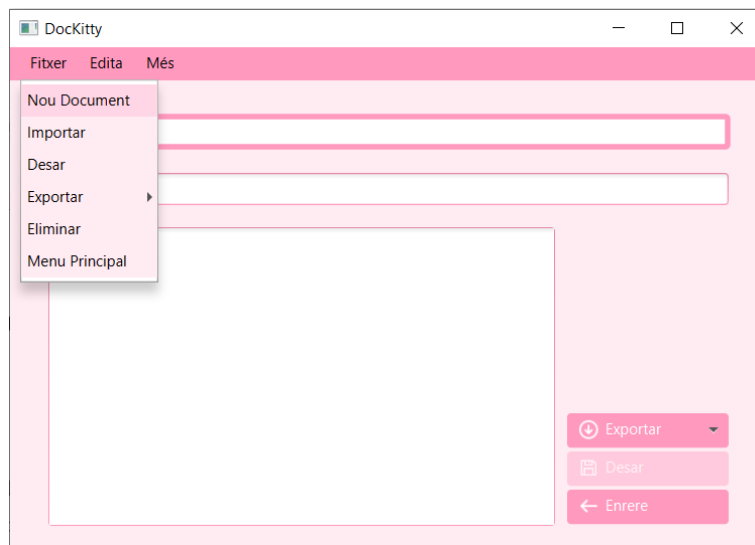 DocKitty
Fitxer Edita Més
Nou Document
Importar
Desar
Exportar
Eliminar
Menu Principal
Exportar
Desar
Enrere